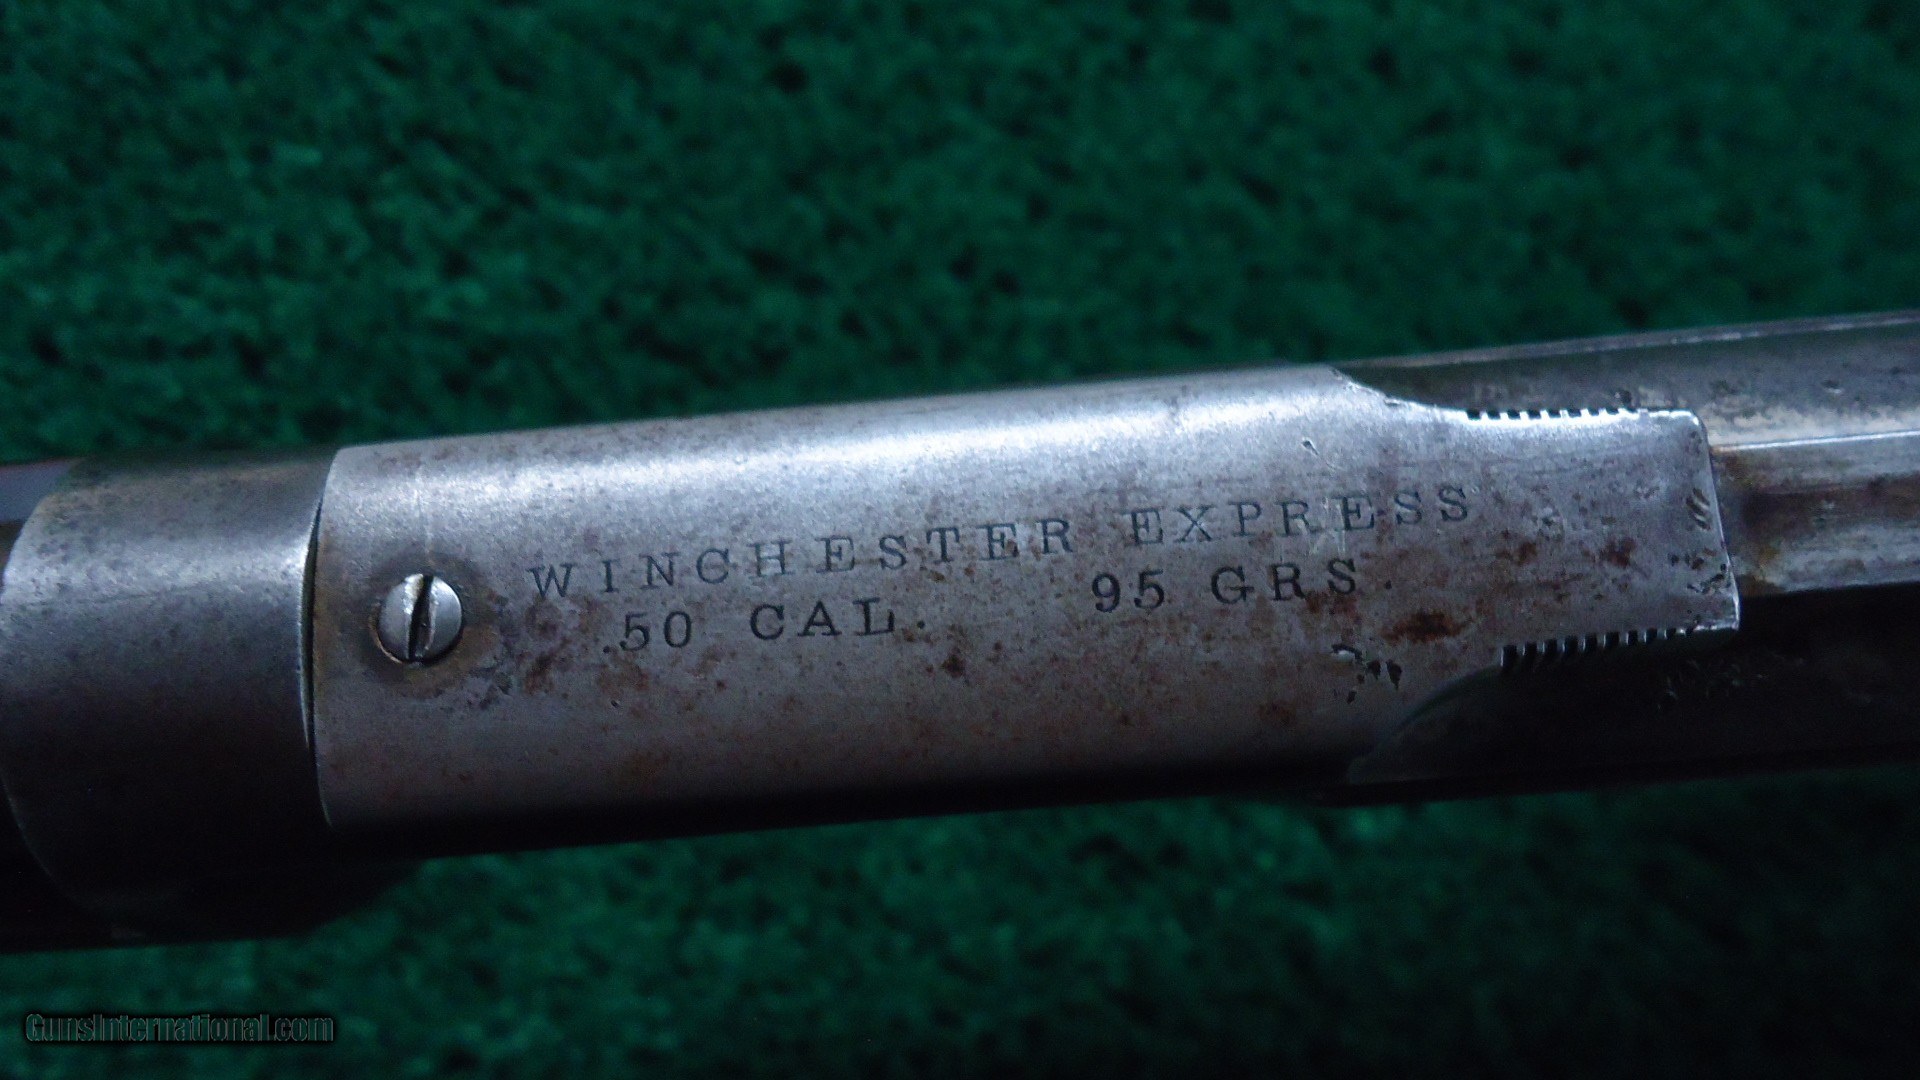 WINCHESTER EXPRESS
.50 CAL. 95 GRS.
GunsInternational.com